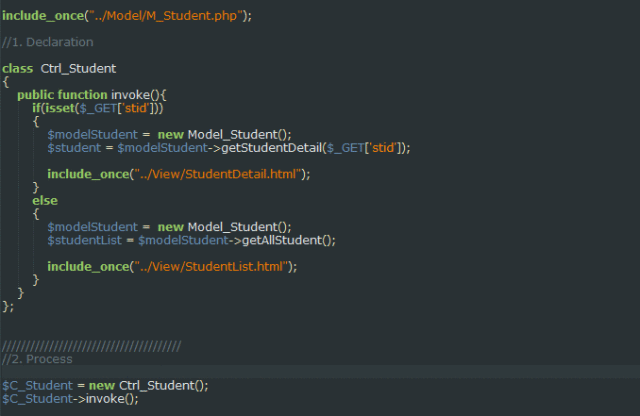 include_once("../Model/M_Student.php");
//1. Declaration
class Ctrl_Student
{
public function invoke(){
if(isset($_GET['stid']))
{
$modelStudent = new Model_Student();
$student = $modelStudent->getStudentDetail($_GET['stid']);
include_once("../View/StudentDetail.html");
}
else
{
$modelStudent = new Model_Student();
$studentList = $modelStudent->getAllStudent();
include_once("../View/StudentList.html");
}
}
};
///////////////////////////////////////
//2. Process
$C_Student = new Ctrl_Student();
$C_Student->invoke();